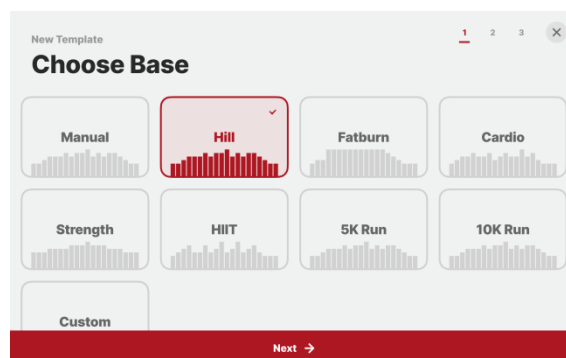 New Template
1 2 3
Choose Base
Manual
Hill
Fatburn
Cardio
Strength
HIIT
5K Run
10K Run
Custom
Next →